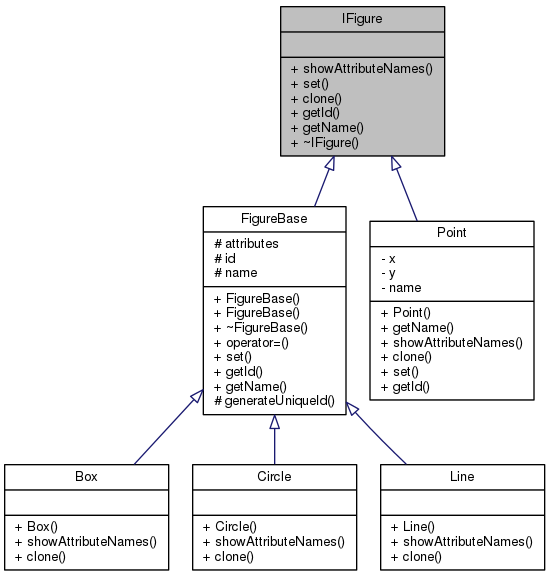 IFigure
+ showAttributeNames()
+ set()
+ clone()
+ getId()
+ getName()
+ ~IFigure()
FigureBase
# attributes
# id
# name
+ FigureBase()
+ FigureBase()
+ ~FigureBase()
+ operator=()
+ set()
+ getId()
+ getName()
# generateUniqueId()
Point
- x
- y
- name
+ Point()
+ getName()
+ showAttributeNames()
+ clone()
+ set()
+ getId()
Box
+ Box()
+ showAttributeNames()
+ clone()
Circle
+ Circle()
+ showAttributeNames()
+ clone()
Line
+ Line()
+ showAttributeNames()
+ clone()